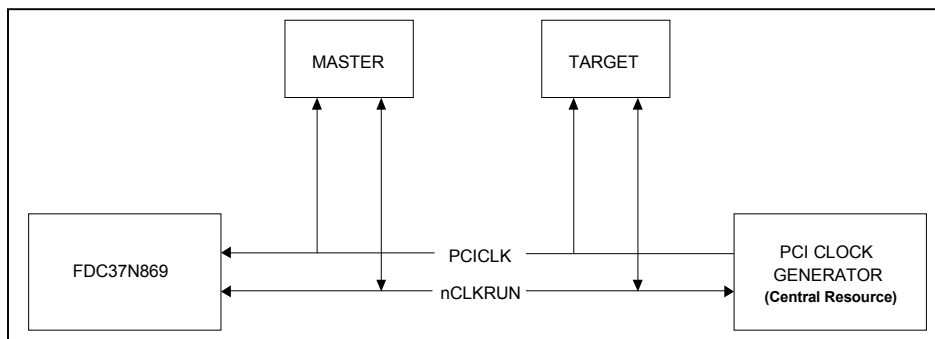 MASTER
TARGET
FDC37N869
PCICLK
nCLKRUN
PCI CLOCK
GENERATOR
(Central Resource)